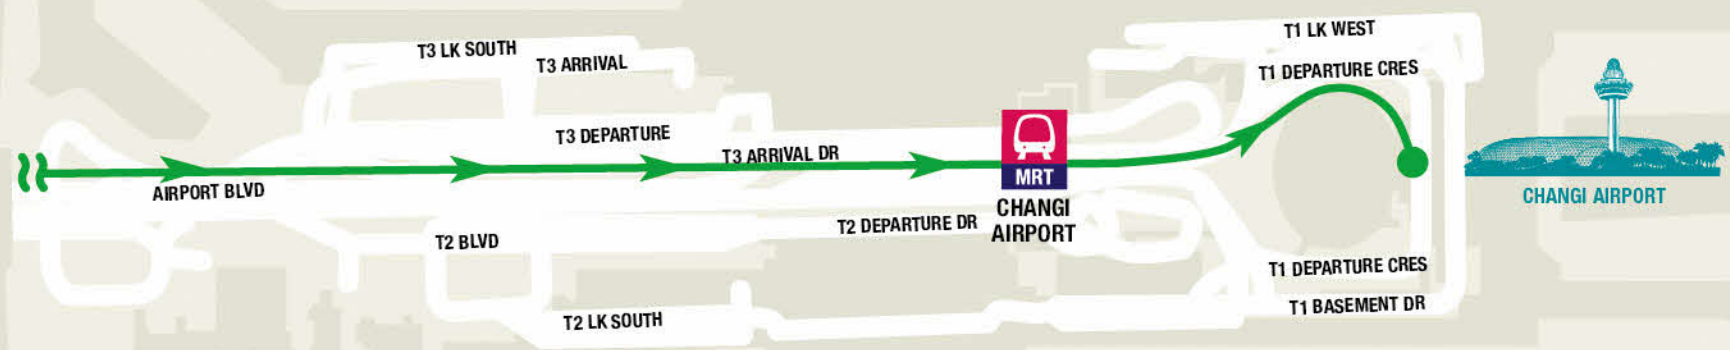 T1 LK WEST
T3 LK SOUTH
T3 ARRIVAL
T1 DEPARTURE CRES
T3 DEPARTURE
T3 ARRIVAL DR
MRT
AIRPORT BLVD
CHANGI AIRPORT
CHANGI
AIRPORT
T2 DEPARTURE DR
T2 BLVD
T1 DEPARTURE CRES
T1 BASEMENT DR
T2 LK SOUTH